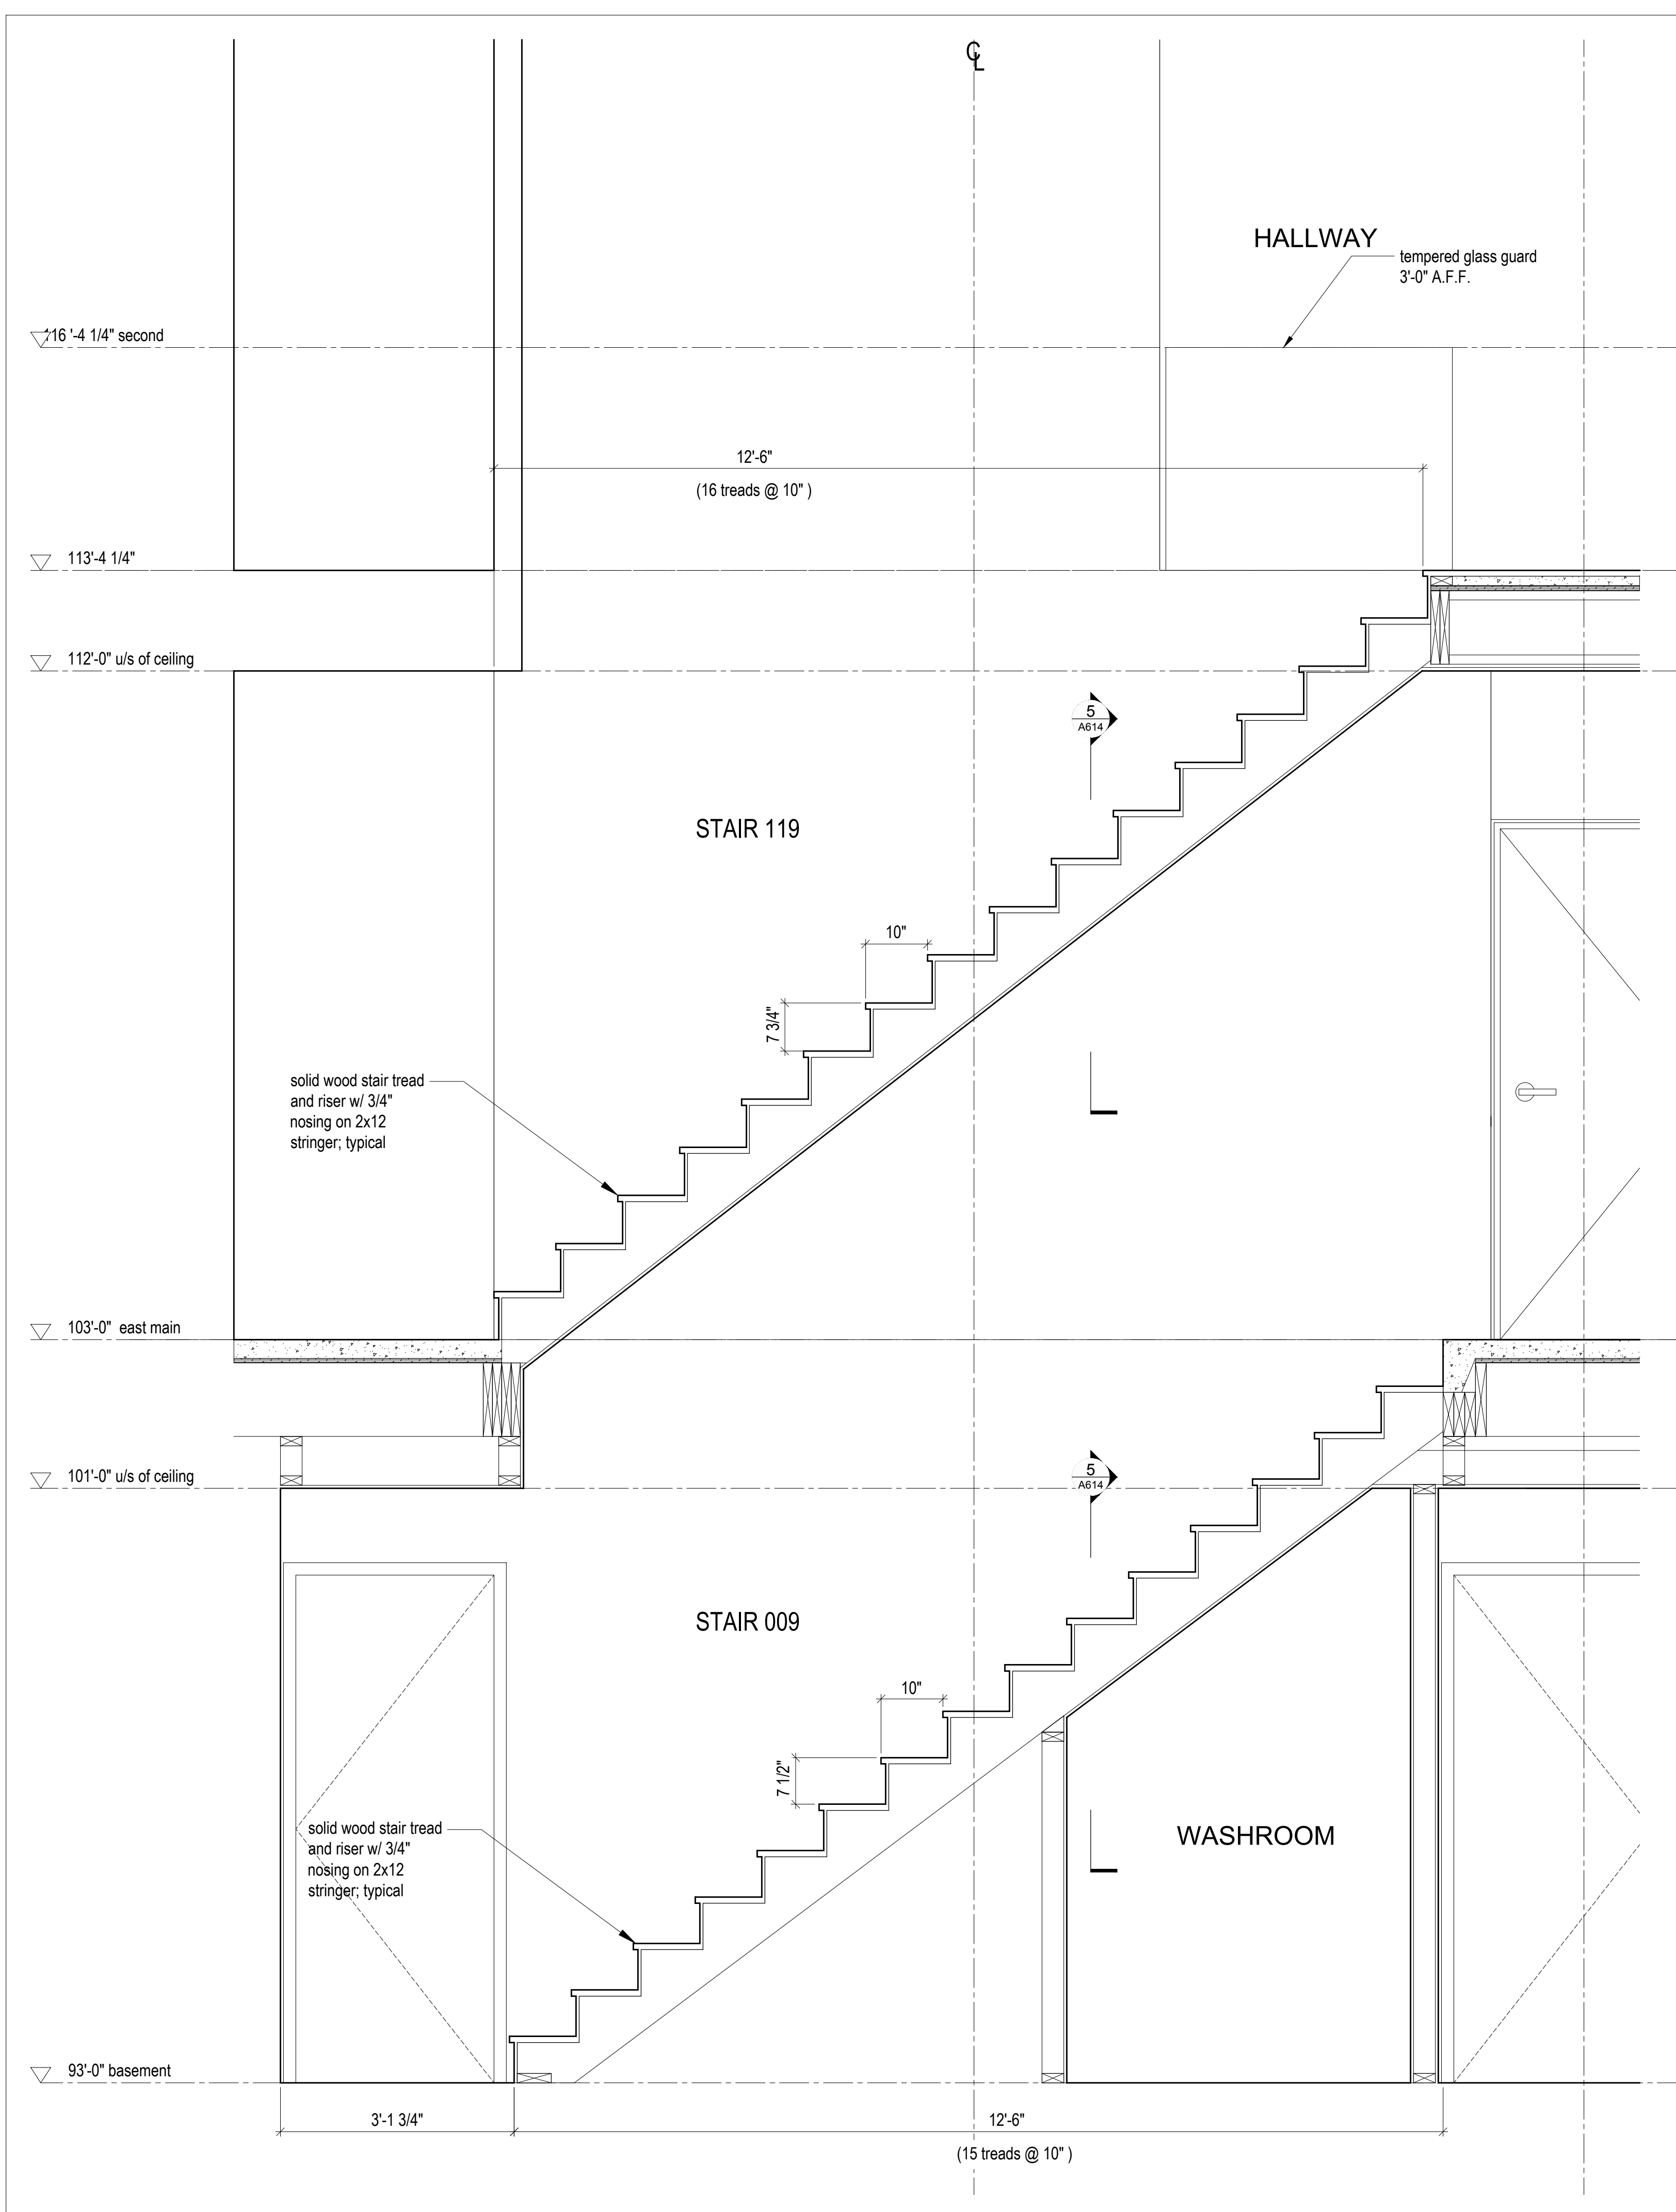 ℄
HALLWAY
tempered glass guard
3'-0" A.F.F.
116 '-4 1/4" second
12'-6"
(16 treads @ 10" )
113'-4 1/4"
112'-0" u/s of ceiling
5
A614
STAIR 119
10"
7 3/4"
solid wood stair tread
and riser w/ 3/4"
nosing on 2x12
stringer; typical
103'-0" east main
101'-0" u/s of ceiling
5
A614
STAIR 009
10"
7 1/2"
solid wood stair tread
and riser w/ 3/4"
nosing on 2x12
stringer; typical
WASHROOM
93'-0" basement
3'-1 3/4"
12'-6"
(15 treads @ 10" )